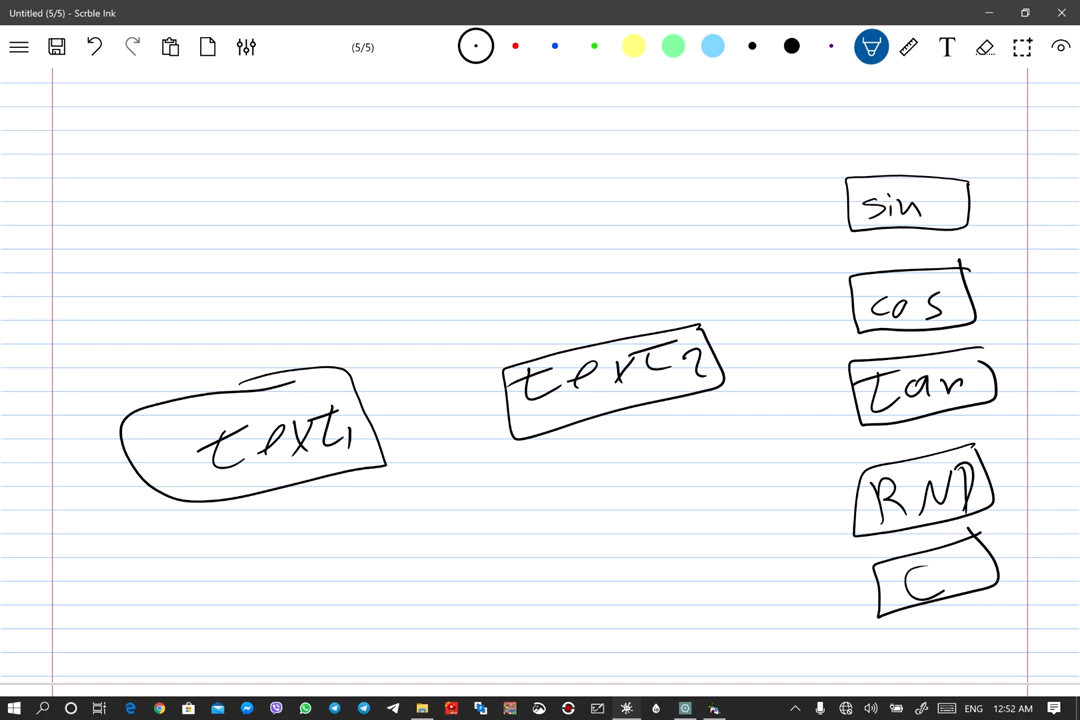 Untitled (5/5) - Scrble Ink
(5/5)
T
sin
cos
text2
tan
text1
RND
C
ENG 12:52 AM